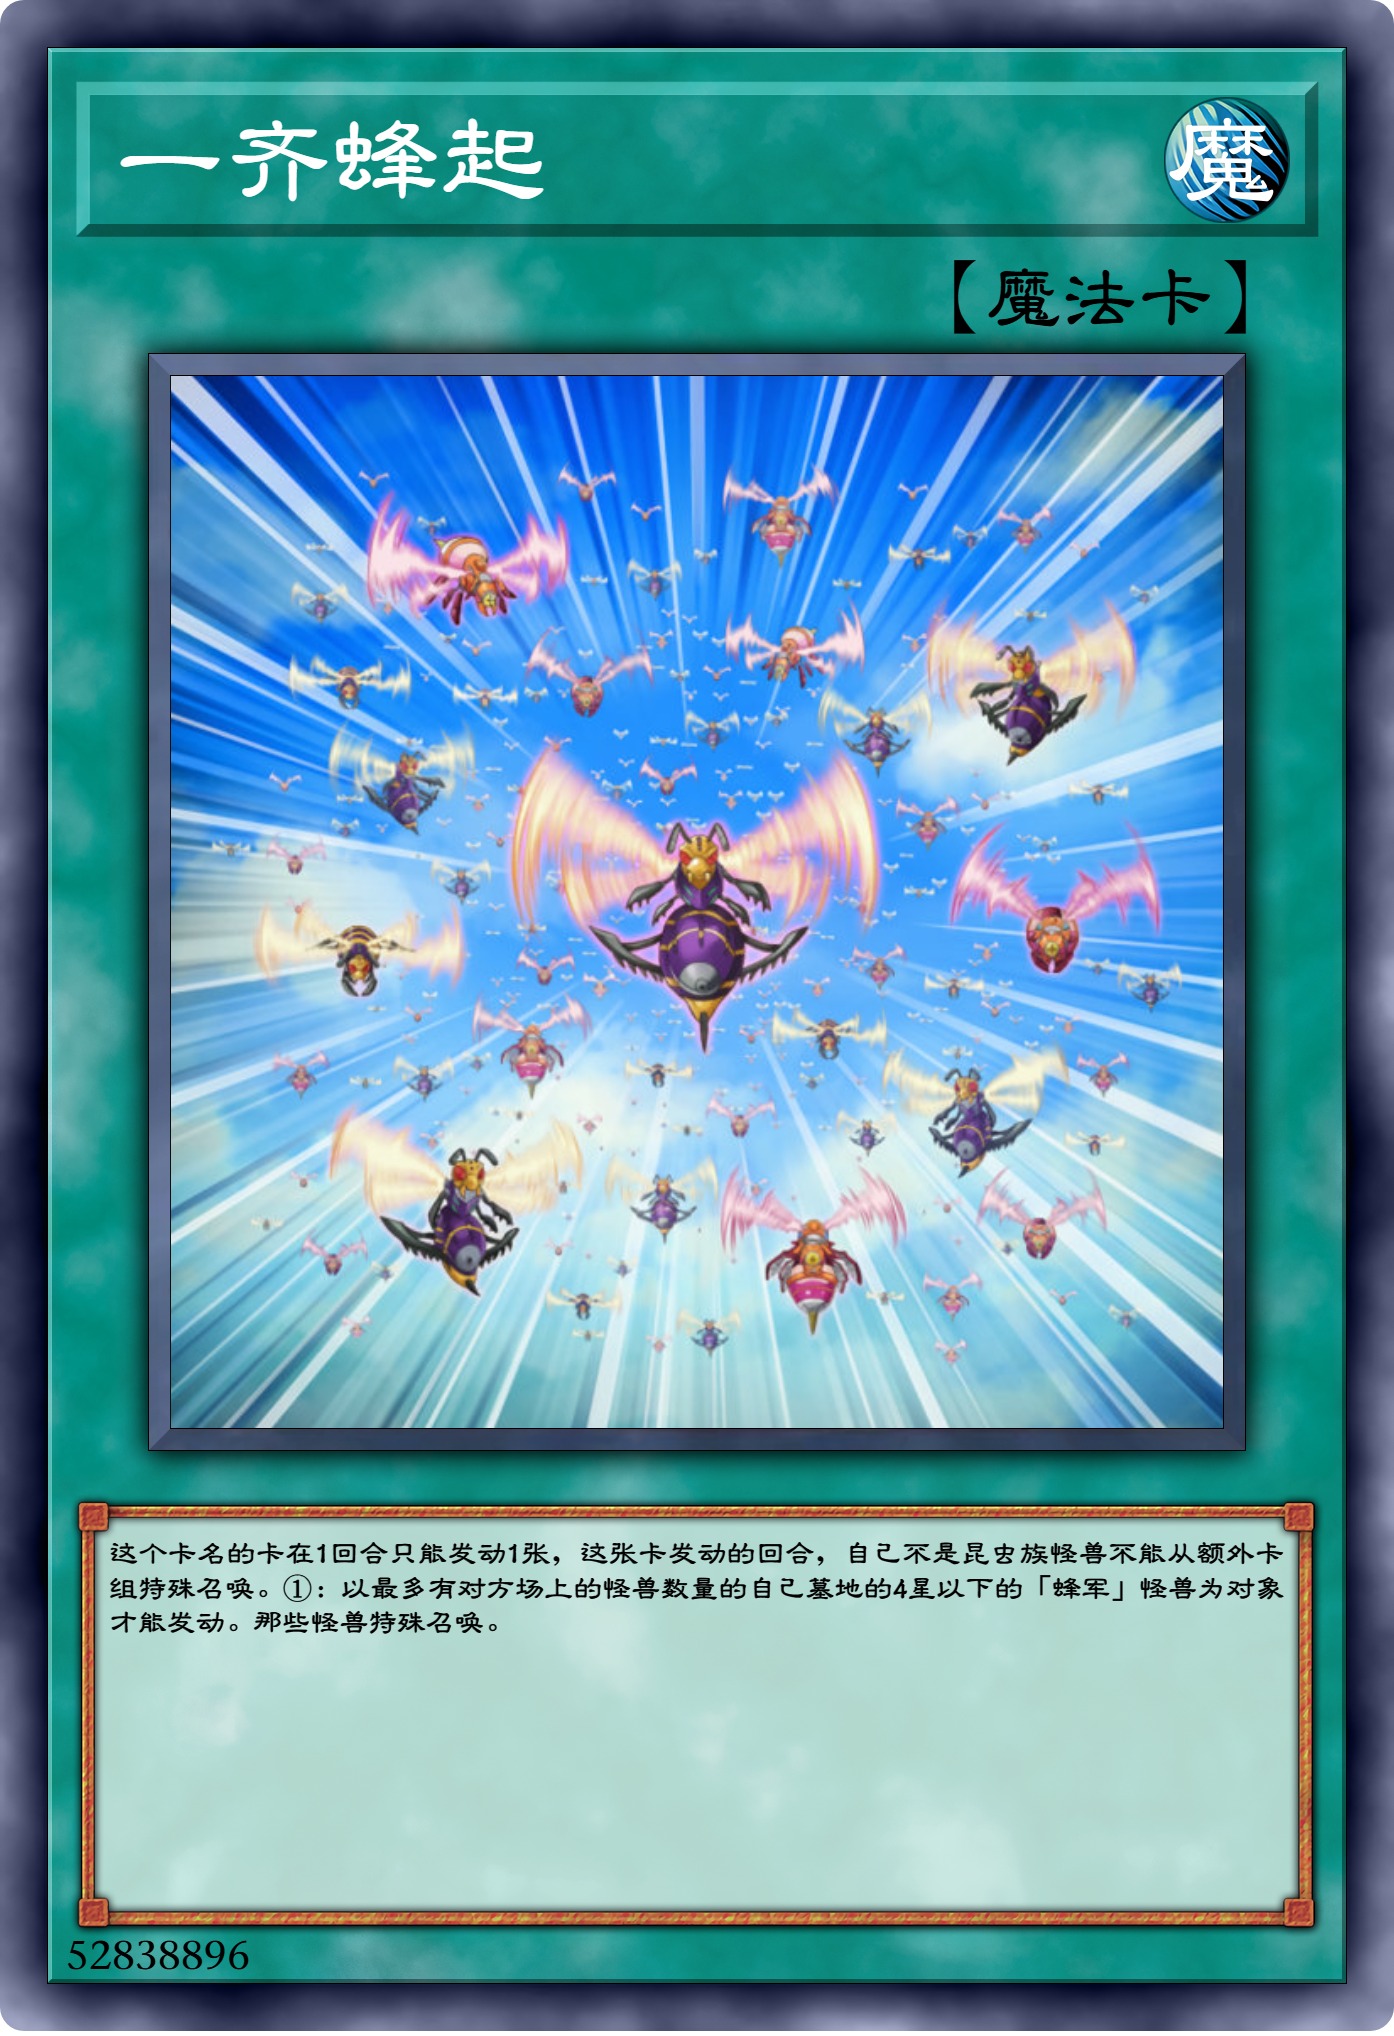 一齐蜂起
魔
【魔法卡】
这个卡名的卡在1回合只能发动1张，这张卡发动的回合，自己不是昆虫族怪兽不能从额外卡
组特殊召唤。①：以最多有对方场上的怪兽数量的自己墓地的4星以下的「蜂军」怪兽为对象
才能发动。那些怪兽特殊召唤。
52838896